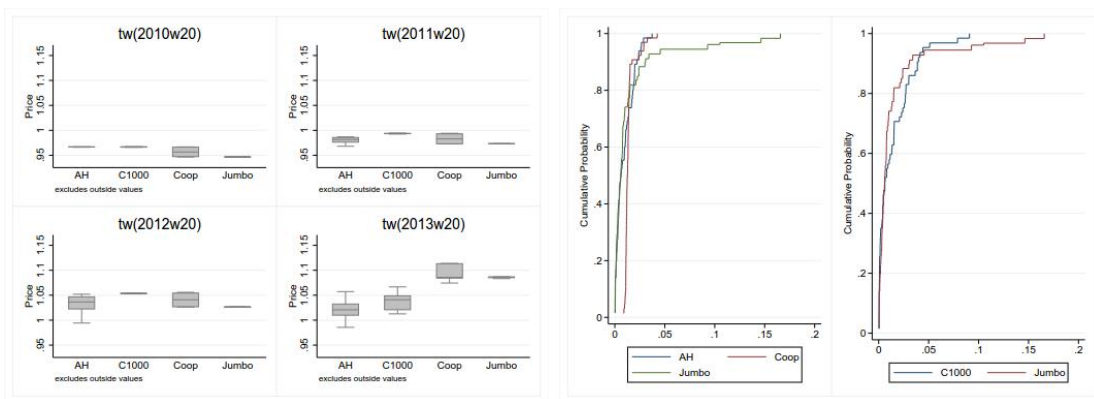 tw(2010w20)
Price
.95 1 1.05 1.1 1.15
AH C1000 Coop Jumbo
excludes outside values
tw(2011w20)
Price
.95 1 1.05 1.1 1.15
AH C1000 Coop Jumbo
excludes outside values
tw(2012w20)
Price
.95 1 1.05 1.1 1.15
AH C1000 Coop Jumbo
excludes outside values
tw(2013w20)
Price
.95 1 1.05 1.1 1.15
AH C1000 Coop Jumbo
excludes outside values
Cumulative Probability
1
.8
.6
.4
.2
0
0 .05 .1 .15 .2
AH Coop
Jumbo
Cumulative Probability
1
.8
.6
.4
.2
0
0 .05 .1 .15 .2
C1000 Jumbo